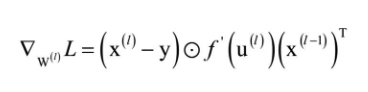 ∇_{w^{(l)}} L = (x^{(l)} − y) ⊙ f ′(u^{(l)})(x^{(l−1)})^T